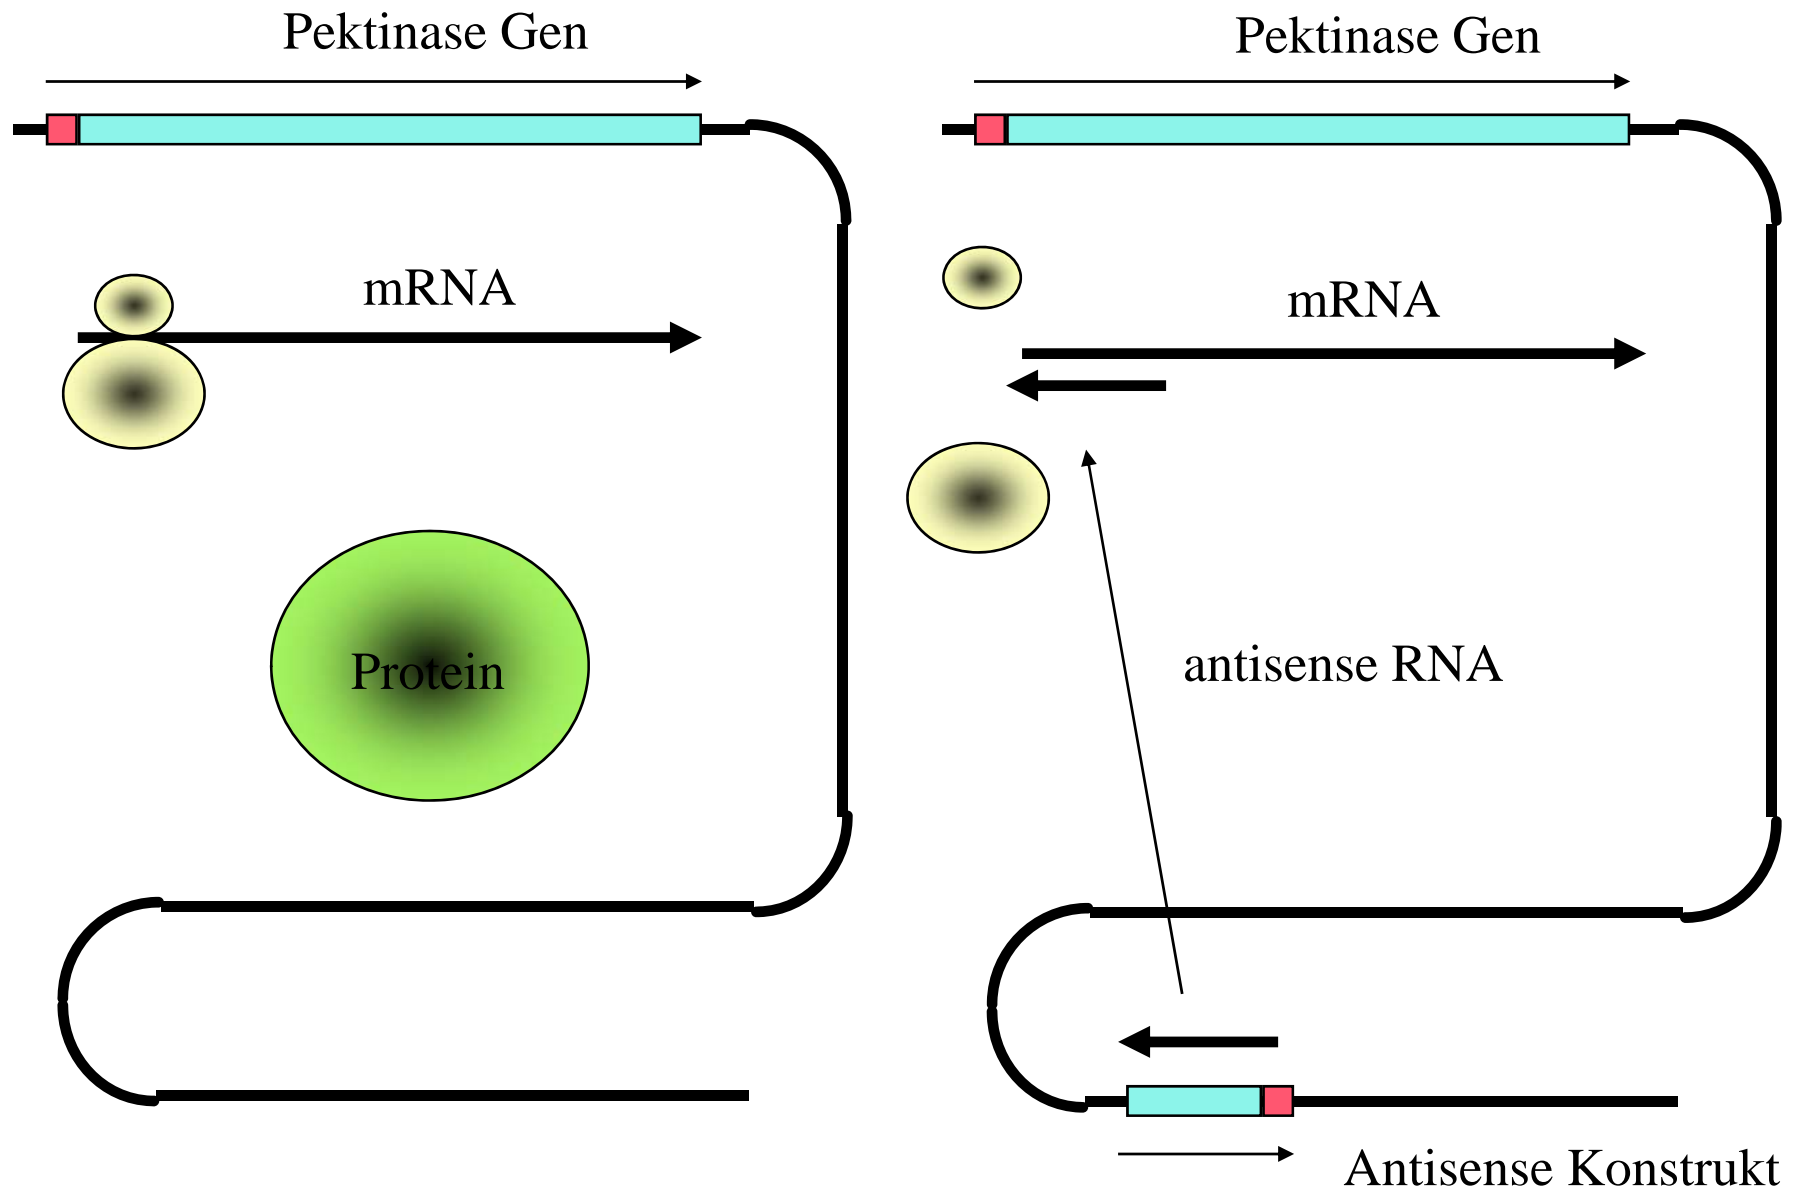 Pektinase Gen
mRNA
Protein
Pektinase Gen
mRNA
antisense RNA
Antisense Konstrukt